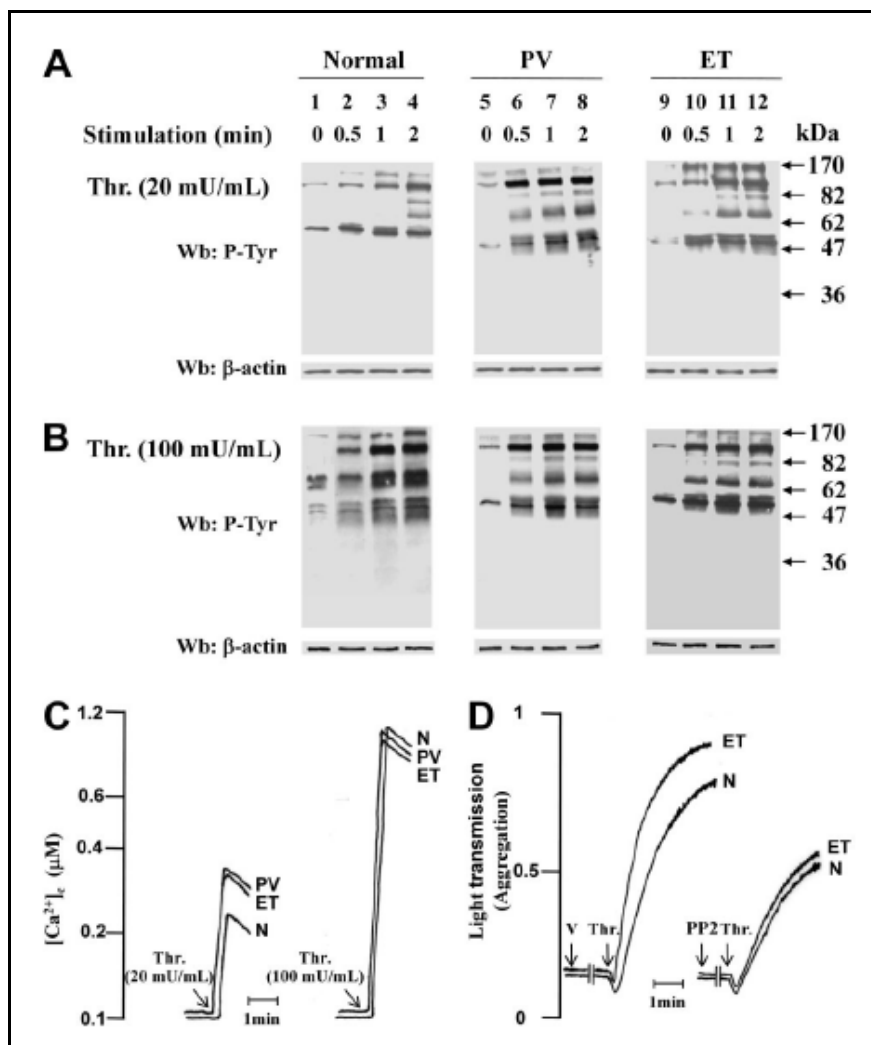 A
Normal PV ET
1 2 3 4 5 6 7 8 9 10 11 12
Stimulation (min) 0 0.5 1 2 0 0.5 1 2 0 0.5 1 2 kDa
Thr. (20 mU/mL)
Wb: P-Tyr
170
82
62
47
36
Wb: β-actin
B
Thr. (100 mU/mL)
Wb: P-Tyr
170
82
62
47
36
Wb: β-actin
C
[Ca²⁺]c (μM)
1.2
0.6
0.4
0.2
0.1
Thr.
(20 mU/mL)
PV
ET
N
1min
Thr.
(100 mU/mL)
N
PV
ET
D
Light transmission
(Aggregation)
1
0.5
0
V Thr.
ET
N
1min
PP2 Thr.
ET
N